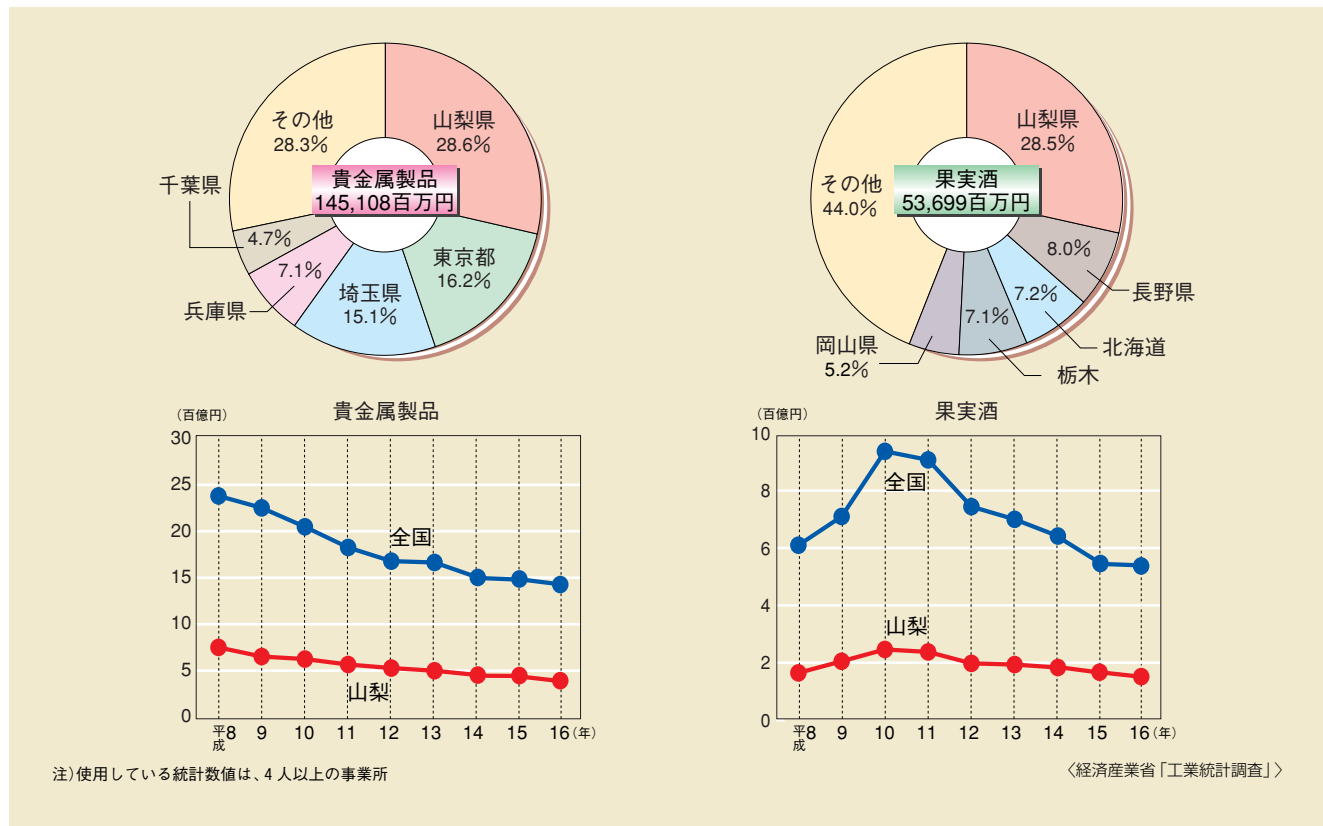 その他
28.3%
山梨県
28.6%
千葉県
4.7%
兵庫県
7.1%
埼玉県
15.1%
東京都
16.2%
貴金属製品
145,108百万円
その他
44.0%
山梨県
28.5%
8.0%
長野県
7.2%
北海道
7.1%
栃木
岡山県
5.2%
果実酒
53,699百万円
貴金属製品
(百億円)
30
25
20
15
10
5
0
全国
山梨
平成8 9 10 11 12 13 14 15 16(年)
果実酒
(百億円)
10
8
6
4
2
0
全国
山梨
平成8 9 10 11 12 13 14 15 16(年)
注)使用している統計数値は、4人以上の事業所
〈経済産業省「工業統計調査」〉